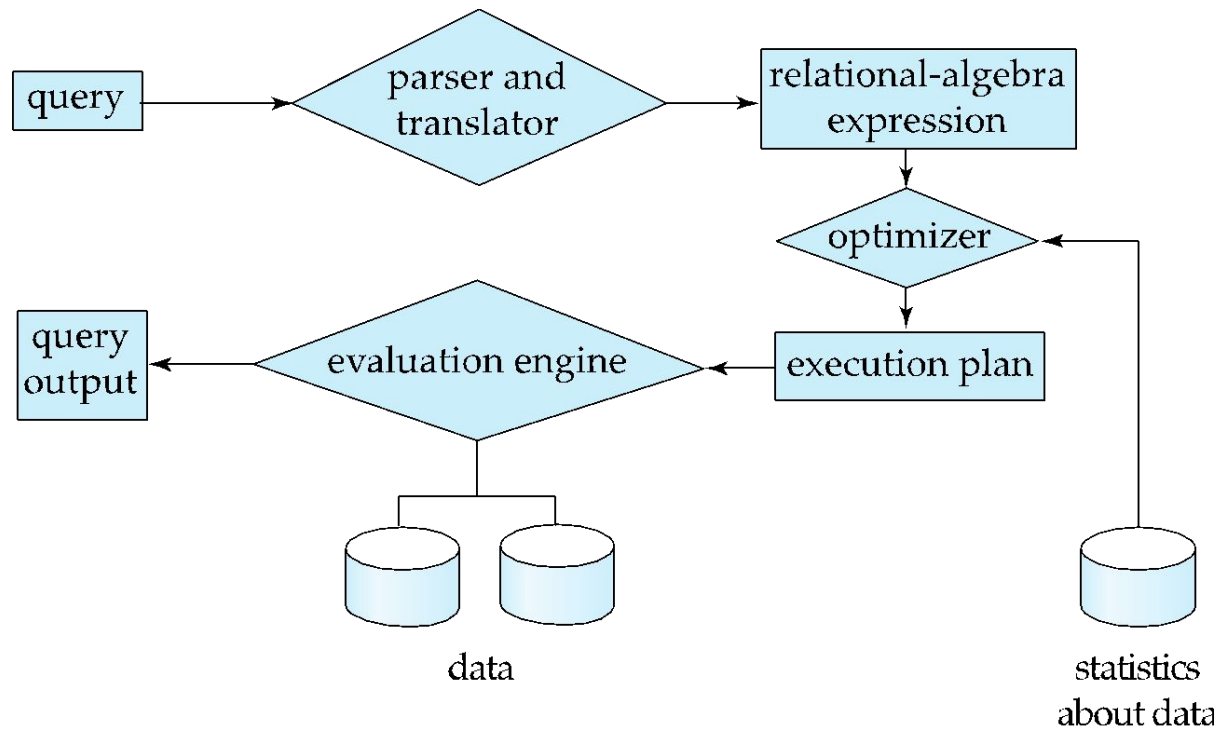 query
parser and
translator
relational-algebra
expression
optimizer
query
output
evaluation engine
execution plan
data
statistics
about data